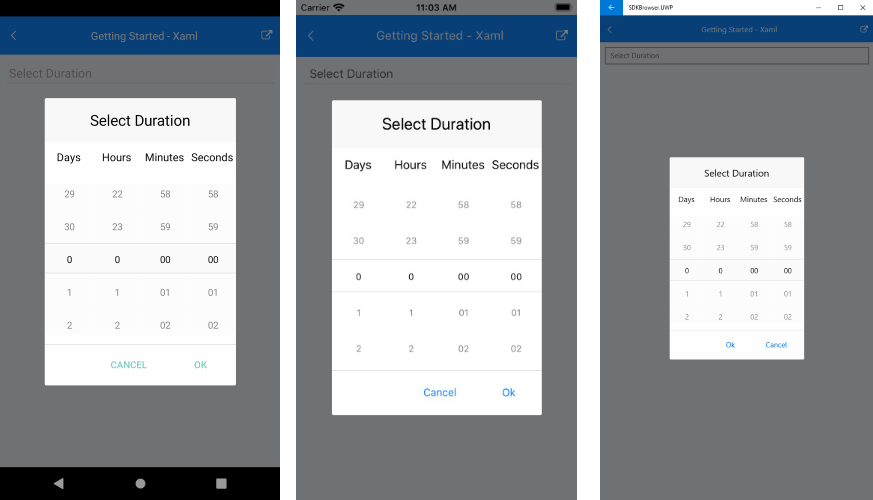 Getting Started - Xaml
Select Duration
Select Duration
Days Hours Minutes Seconds
29 22 58 58
30 23 59 59
0 0 00 00
1 1 01 01
2 2 02 02
CANCEL OK
Carrier 11:03 AM
Getting Started - Xaml
Select Duration
Select Duration
Days Hours Minutes Seconds
29 22 58 58
30 23 59 59
0 0 00 00
1 1 01 01
2 2 02 02
Cancel Ok
SDKBrowser.UWP
Getting Started - Xaml
Select Duration
Select Duration
Days Hours Minutes Seconds
29 22 58 58
30 23 59 59
0 0 00 00
1 1 01 01
2 2 02 02
Ok Cancel